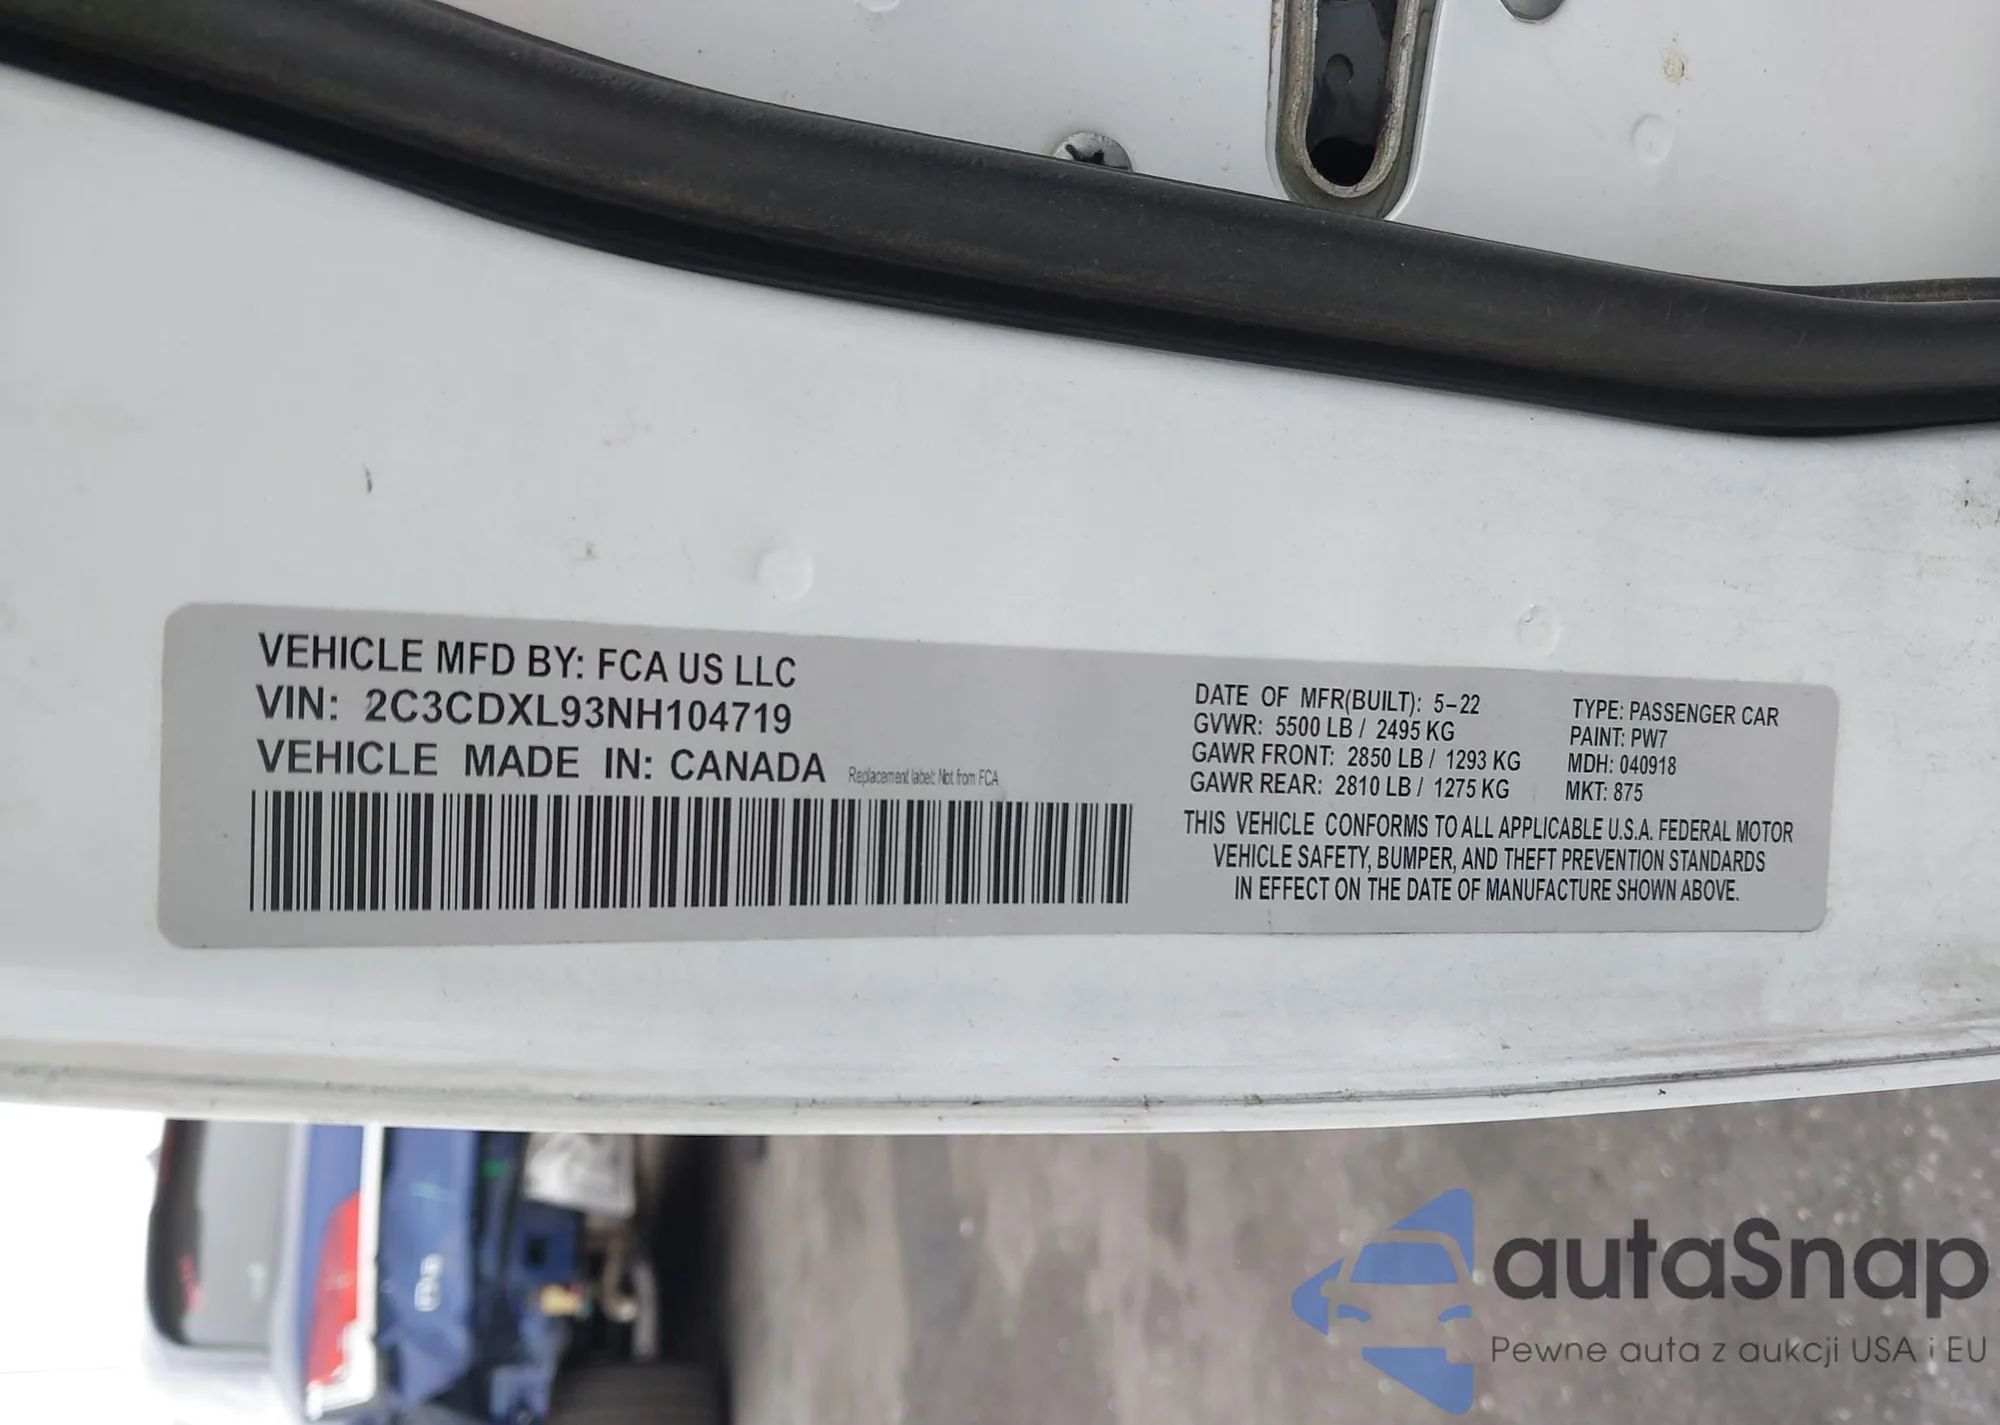 VEHICLE MFD BY: FCA US LLC
VIN: 2C3CDXL93NH104719
VEHICLE MADE IN: CANADA
Replacement label: Not from FCA
DATE OF MFR(BUILT): 5-22
GVWR: 5500 LB / 2495 KG
GAWR FRONT: 2850 LB / 1293 KG
GAWR REAR: 2810 LB / 1275 KG
TYPE: PASSENGER CAR
PAINT: PW7
MDH: 040918
MKT: 875
THIS VEHICLE CONFORMS TO ALL APPLICABLE U.S.A. FEDERAL MOTOR
VEHICLE SAFETY, BUMPER, AND THEFT PREVENTION STANDARDS
IN EFFECT ON THE DATE OF MANUFACTURE SHOWN ABOVE.
autaSnap
Pewne auta z aukcji USA i EU